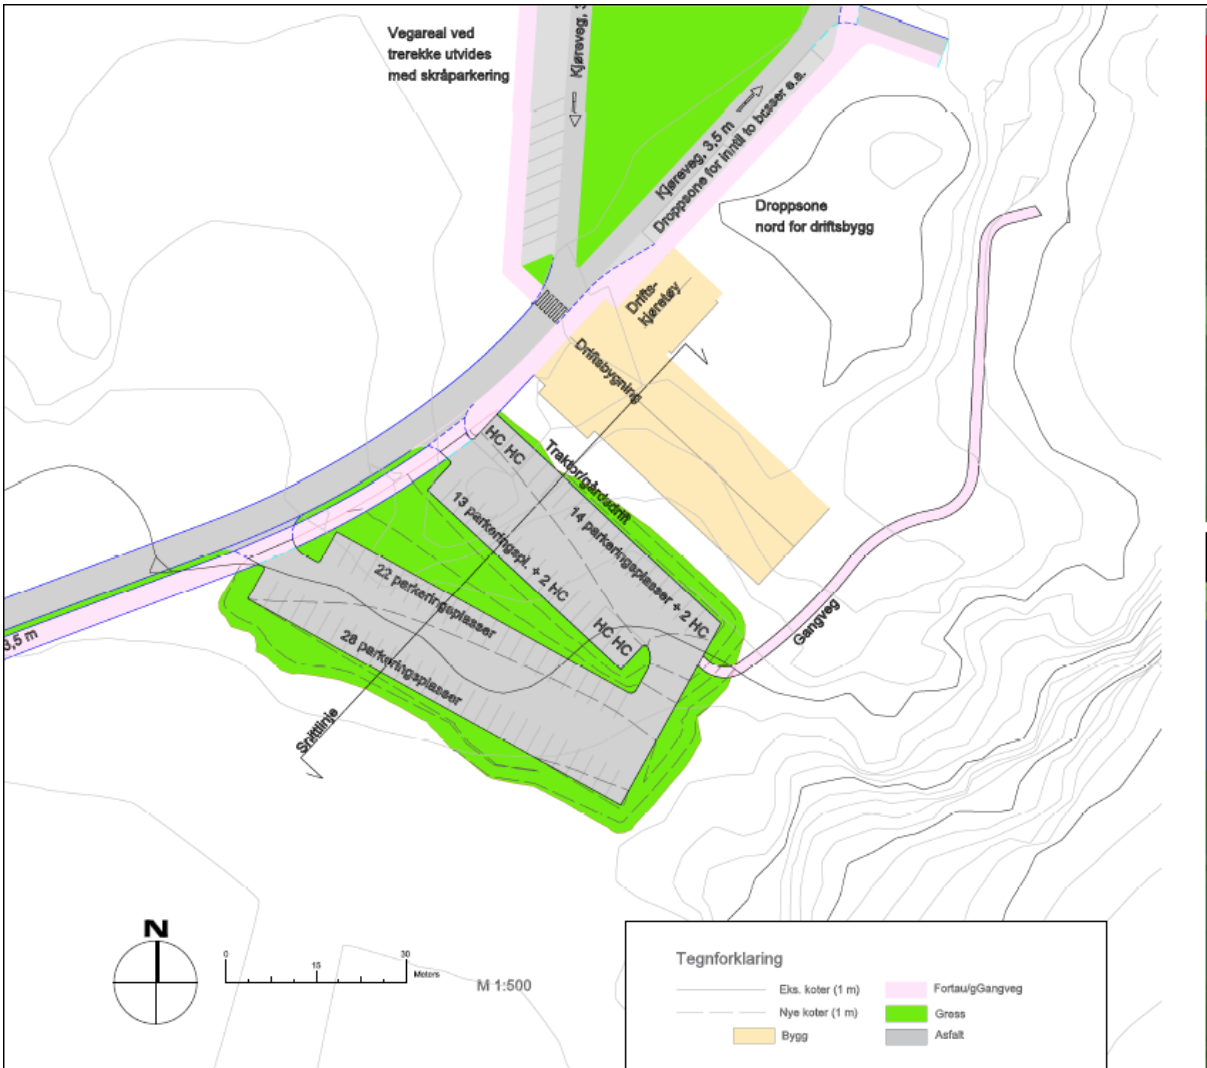 Vegareal ved
trerekke utvides
med skråparkering
Kjøreveg, 3
Kjøreveg, 3,5 m
Droppsone for inntil to busser o.a.
Droppsone
nord for driftsbygg
Drifts-
kjøretøy
Driftsbygning
HC HC
Traktor/gårdsdrift
14 parkeringsplasser + 2 HC
13 parkeringspl. + 2 HC
HC HC
22 parkeringsplasser
28 parkeringsplasser
3,5 m
Gangveg
Snittlinje
N
0 15 30
Meters
M 1:500
Tegnforklaring
Eks. koter (1 m)
Nye koter (1 m)
Bygg
Fortau/gGangveg
Gress
Asfalt